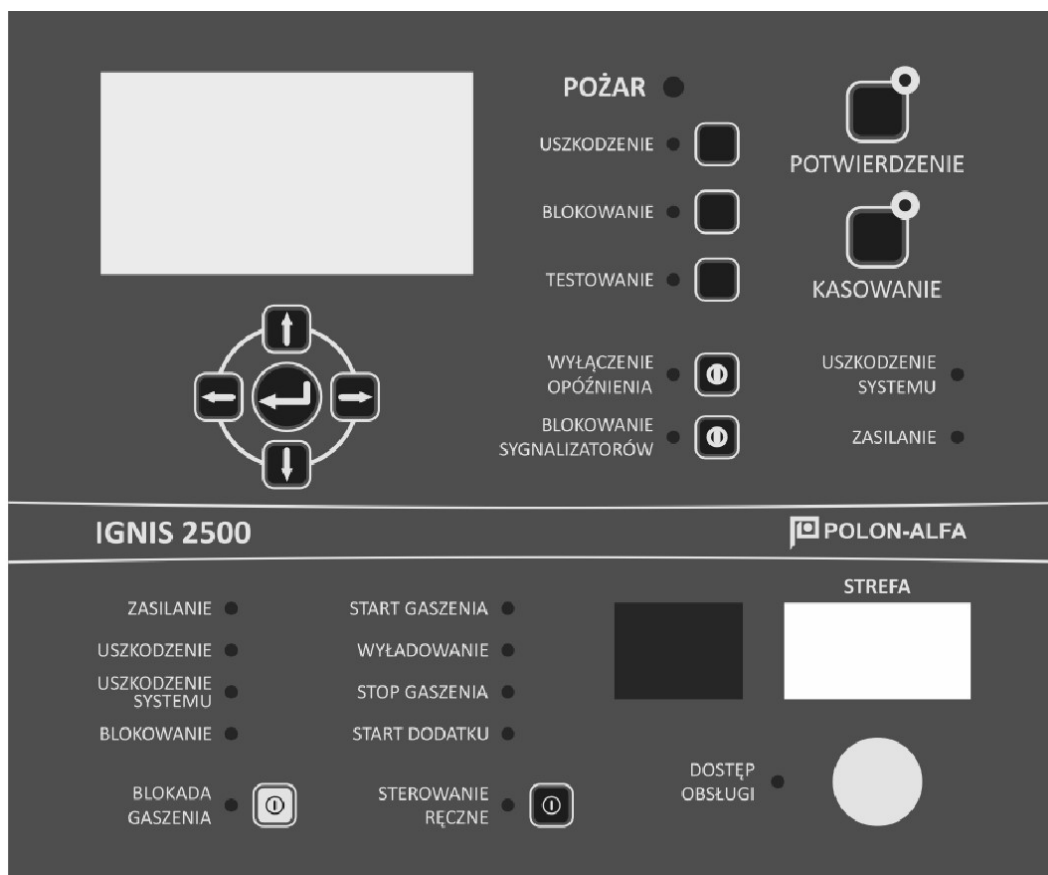 POŻAR
USZKODZENIE
BLOKOWANIE
TESTOWANIE
WYŁĄCZENIE
OPÓŹNIENIA
BLOKOWANIE
SYGNALIZATORÓW
POTWIERDZENIE
KASOWANIE
USZKODZENIE
SYSTEMU
ZASILANIE
IGNIS 2500
POLON-ALFA
ZASILANIE
USZKODZENIE
USZKODZENIE
SYSTEMU
BLOKOWANIE
BLOKADA
GASZENIA
START GASZENIA
WYŁADOWANIE
STOP GASZENIA
START DODATKU
STEROWANIE
RĘCZNE
STREFA
DOSTĘP
OBSŁUGI